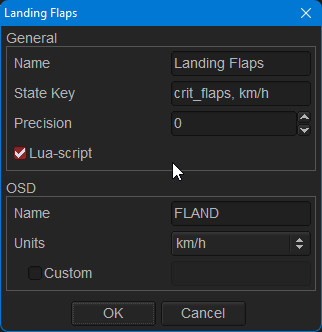 Landing Flaps
General
Name Landing Flaps
State Key crit_flaps, km/h
Precision 0
Lua-script
OSD
Name FLAND
Units km/h
Custom
OK Cancel